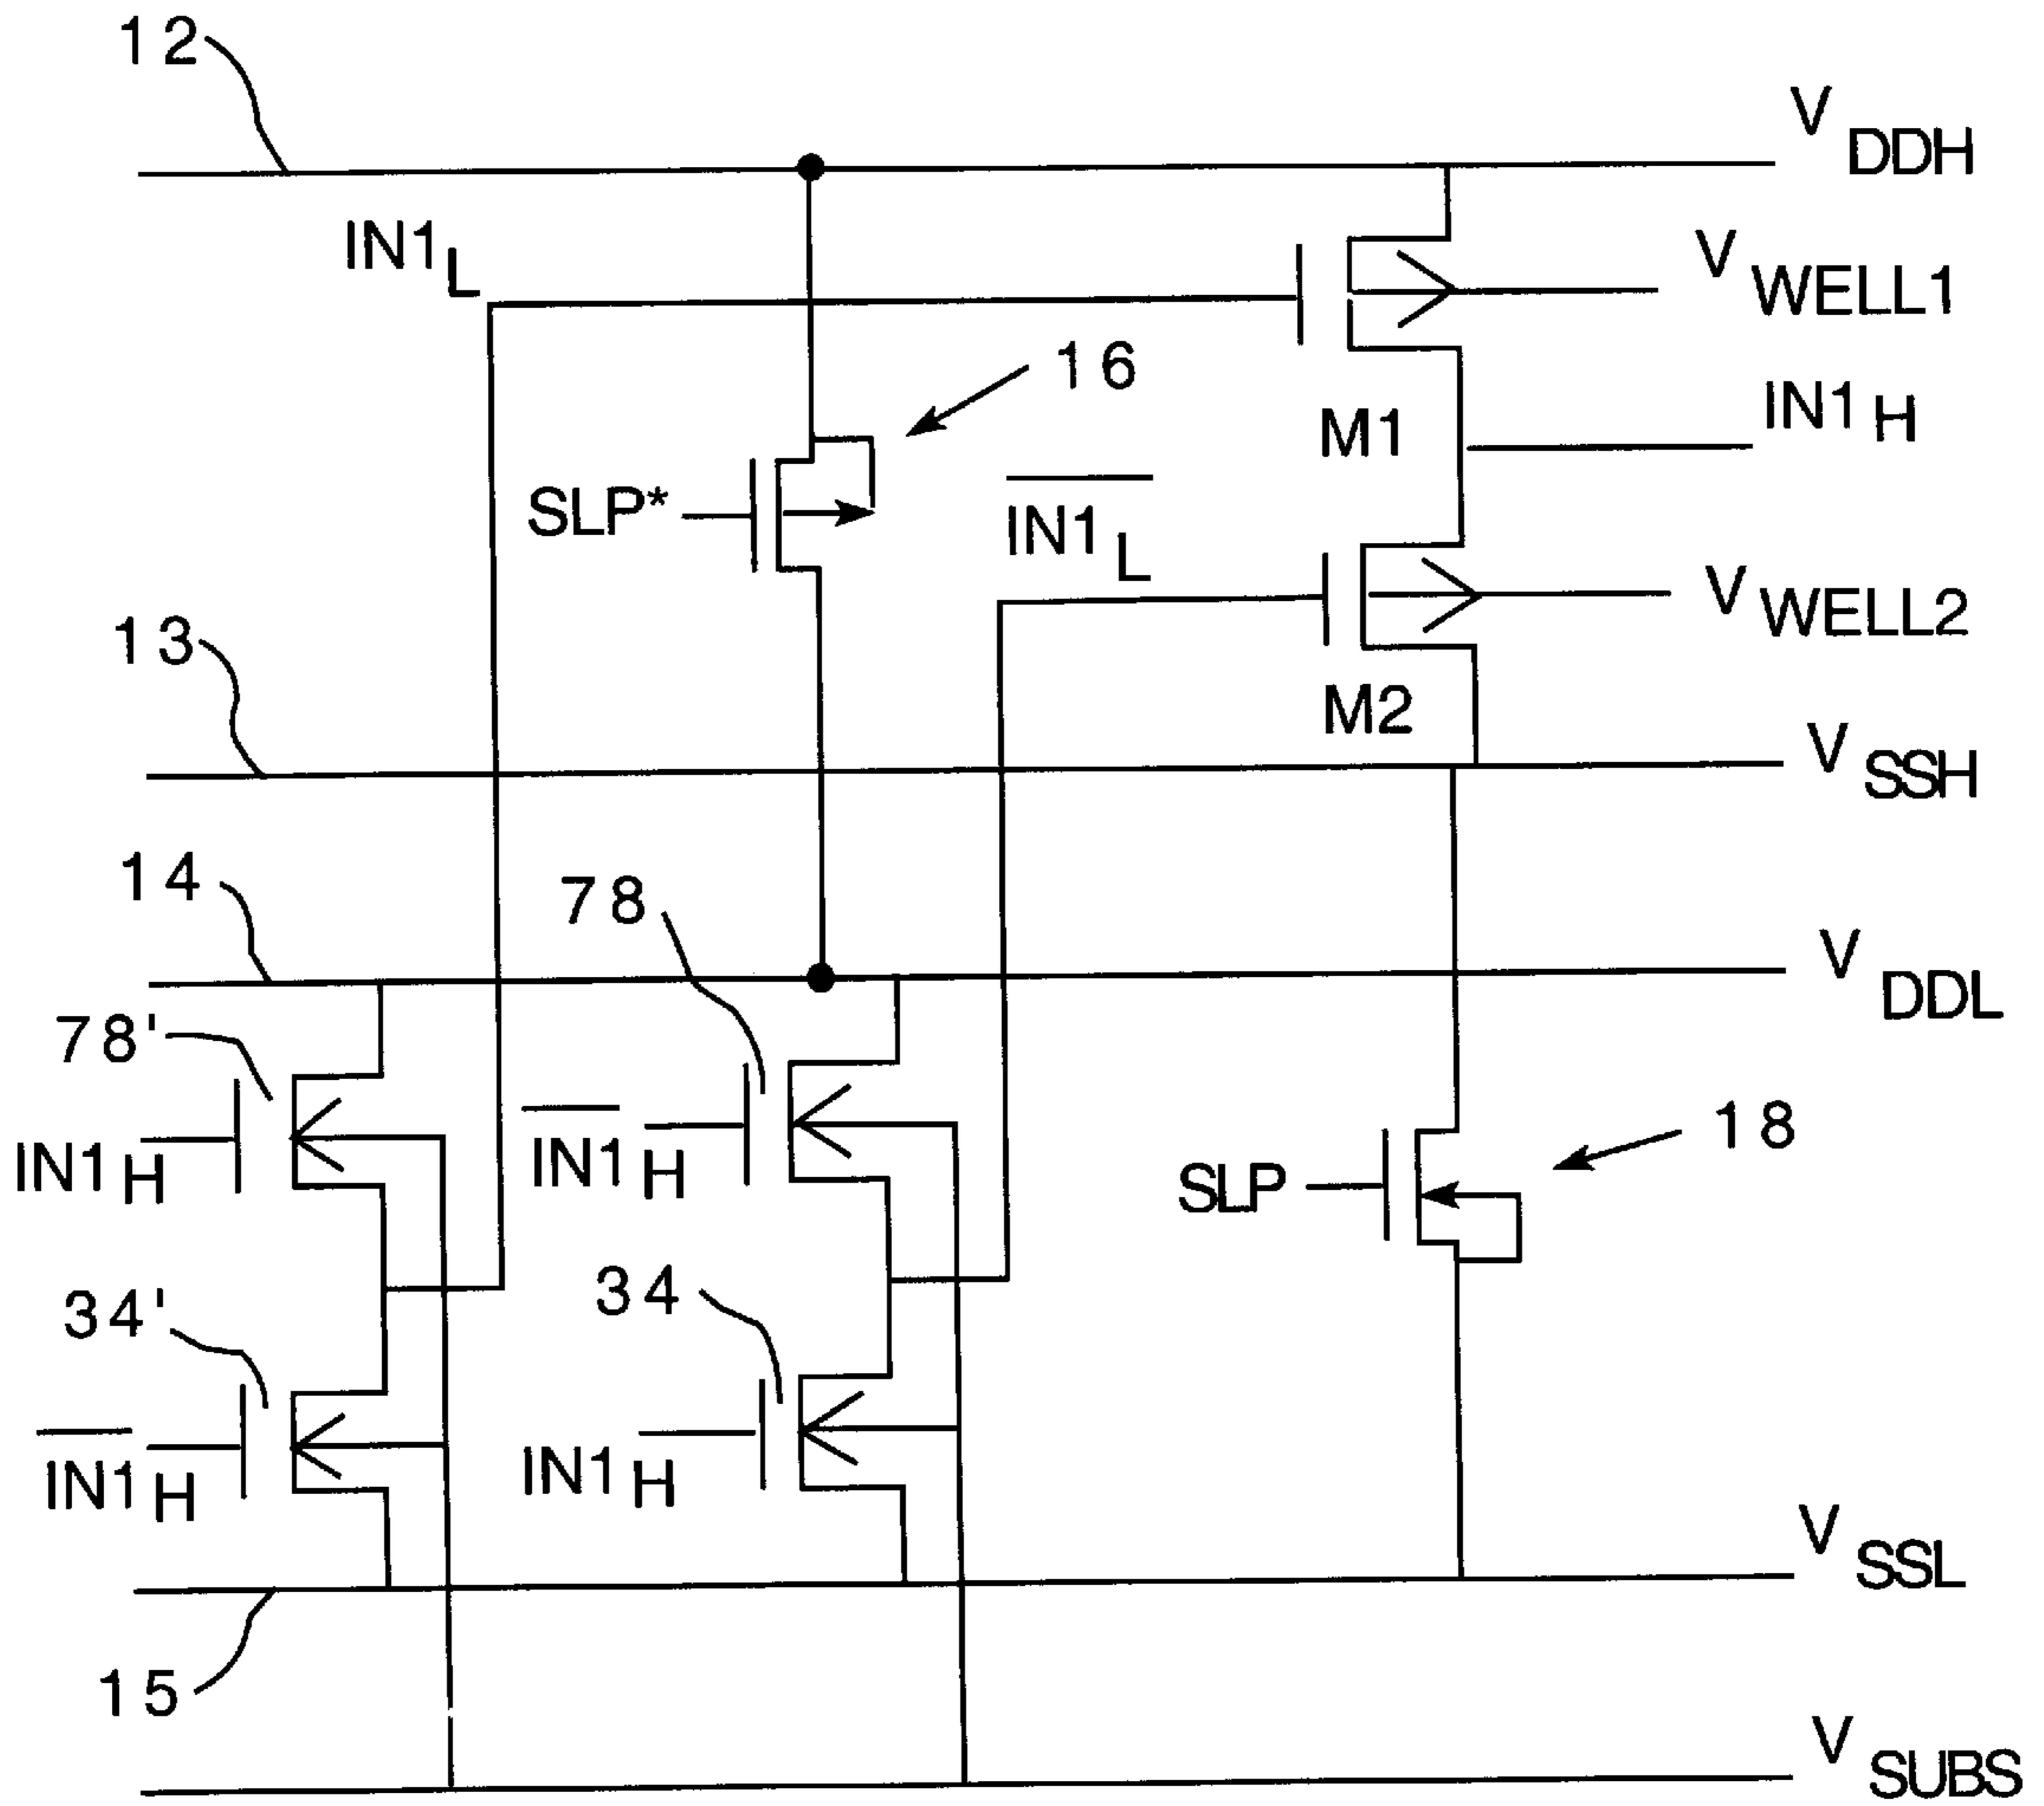 12
V DDH
IN1 L
V WELL1
16
IN1 H
M1
SLP*
IN1 L
V WELL2
13
M2
V SSH
14
78
V DDL
78'
18
IN1 H
IN1 H
SLP
34
34'
IN1 H
IN1 H
V SSL
15
V SUBS